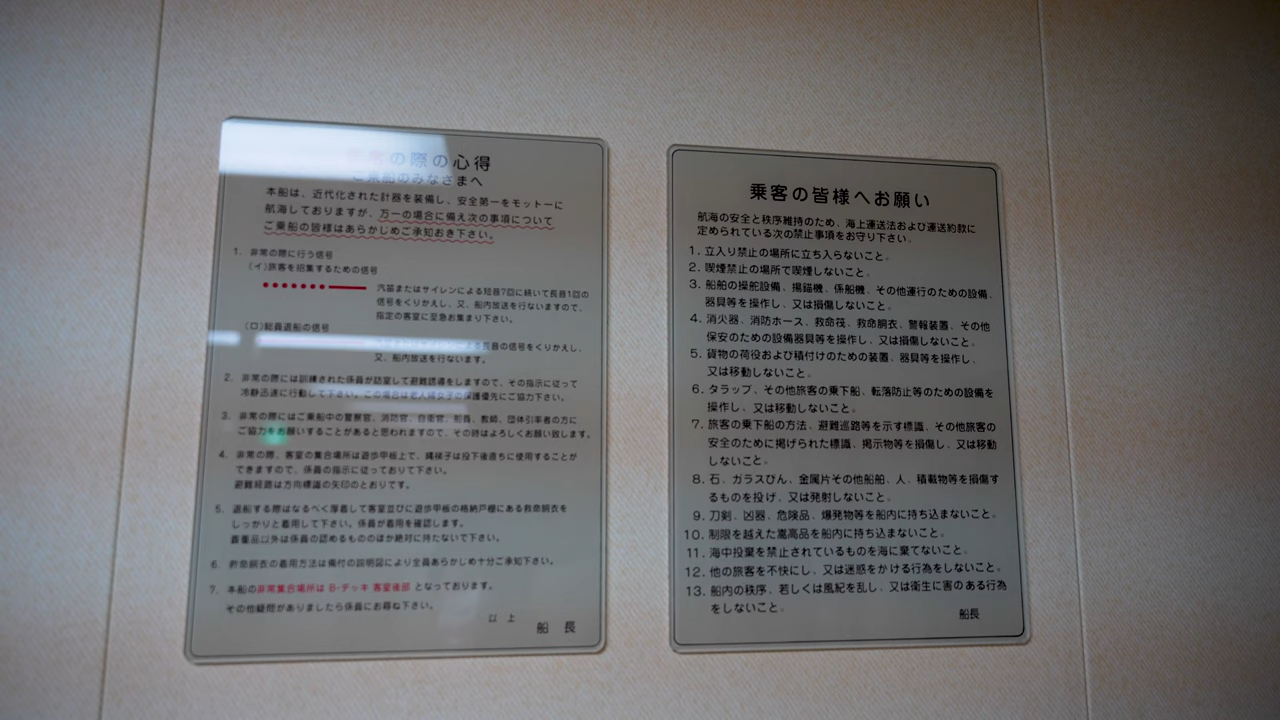 の際の心得
ご乗船のみなさまへ
本船は、近代化された計器を装備し、安全第一をモットーに
航海しておりますが、万一の場合に備え次の事項について
ご乗船の皆様はあらかじめご承知おき下さい。
1. 非常の際に行う信号
(イ)旅客を招集するための信号
汽笛またはサイレンによる短音7回に続いて長音1回の
信号をくりかえし、又、船内放送を行ないますので、
指定の客室に至急お集まり下さい。
(ロ)総員退船の信号
長音の信号をくりかえし、
又、船内放送を行ないます。
2. 非常の際には訓練された係員が訪室して避難誘導をしますので、その指示に従って
冷静迅速に行動して下さい。この場合は老人婦女子の保護優先にご協力下さい。
3. 非常の際にはご乗船中の警察官、消防官、自衛官、船員、教師、団体引率者の方に
ご協力をお願いすることがあると思われますので、その時はよろしくお願い致します。
4. 非常の際、客室の集合場所は遊歩甲板上で、縄梯子は投下後直ちに使用することが
できますので、係員の指示に従っておりて下さい。
避難経路は方向標識の矢印のとおりです。
5. 退船する際はなるべく厚着して客室並びに遊歩甲板の格納戸棚にある救命胴衣を
しっかりと着用して下さい。係員が着用を確認します。
貴重品以外は係員の認めるもののほか絶対に持たないで下さい。
6. 救命胴衣の着用方法は備付の説明図により全員あらかじめ十分ご承知下さい。
7. 本船の非常集合場所は B-デッキ 客室後部 となっております。
その他疑問がありましたら係員にお尋ね下さい。
以上
船長
乗客の皆様へお願い
航海の安全と秩序維持のため、海上運送法および運送約款に
定められている次の禁止事項をお守り下さい。
1. 立入り禁止の場所に立ち入らないこと。
2. 喫煙禁止の場所で喫煙しないこと。
3. 船舶の操舵設備、揚錨機、係船機、その他運行のための設備、
器具等を操作し、又は損傷しないこと。
4. 消火器、消防ホース、救命筏、救命胴衣、警報装置、その他
保安のための設備器具等を操作し、又は損傷しないこと。
5. 貨物の荷役および積付けのための装置、器具等を操作し、
又は移動しないこと。
6. タラップ、その他旅客の乗下船、転落防止等のための設備を
操作し、又は移動しないこと。
7. 旅客の乗下船の方法、避難巡路等を示す標識、その他旅客の
安全のために掲げられた標識、掲示物等を損傷し、又は移動
しないこと。
8. 石、ガラスびん、金属片その他船舶、人、積載物等を損傷す
るものを投げ、又は発射しないこと。
9. 刀剣、凶器、危険品、爆発物等を船内に持ち込まないこと。
10. 制限を越えた嵩高品を船内に持ち込まないこと。
11. 海中投棄を禁止されているものを海に棄てないこと。
12. 他の旅客を不快にし、又は迷惑をかける行為をしないこと。
13. 船内の秩序、若しくは風紀を乱し、又は衛生に害のある行為
をしないこと。
船長